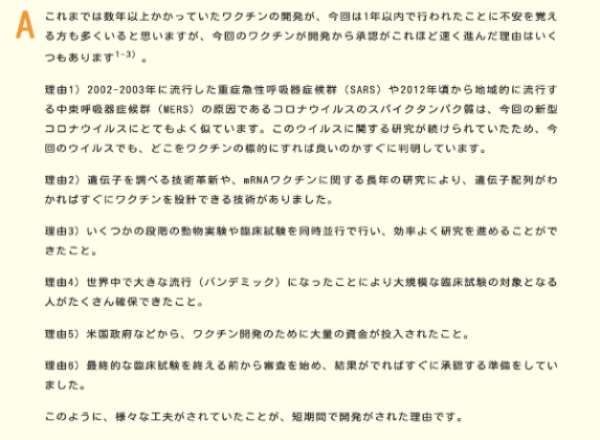 A
これまでは数年以上かかっていたワクチンの開発が、今回は1年以内で行われたことに不安を覚え
る方も多くいると思いますが、今回のワクチンが開発から承認がこれほど速く進んだ理由はいく
つもあります1-3)。
理由1）2002-2003年に流行した重症急性呼吸器症候群（SARS）や2012年頃から地域的に流行す
る中東呼吸器症候群（MERS）の原因であるコロナウイルスのスパイクタンパク質は、今回の新型
コロナウイルスにとてもよく似ています。このウイルスに関する研究が続けられていたため、今
回のウイルスでも、どこをワクチンの標的にすれば良いのかすぐに判明しています。
理由2）遺伝子を調べる技術革新や、mRNAワクチンに関する長年の研究により、遺伝子配列がわ
かればすぐにワクチンを設計できる技術がありました。
理由3）いくつかの段階の動物実験や臨床試験を同時並行で行い、効率よく研究を進めることがで
きたこと。
理由4）世界中で大きな流行（パンデミック）になったことにより大規模な臨床試験の対象となる
人がたくさん確保できたこと。
理由5）米国政府などから、ワクチン開発のために大量の資金が投入されたこと。
理由6）最終的な臨床試験を終える前から審査を始め、結果がでればすぐに承認する準備をしてい
ました。
このように、様々な工夫がされていたことが、短期間で開発がされた理由です。